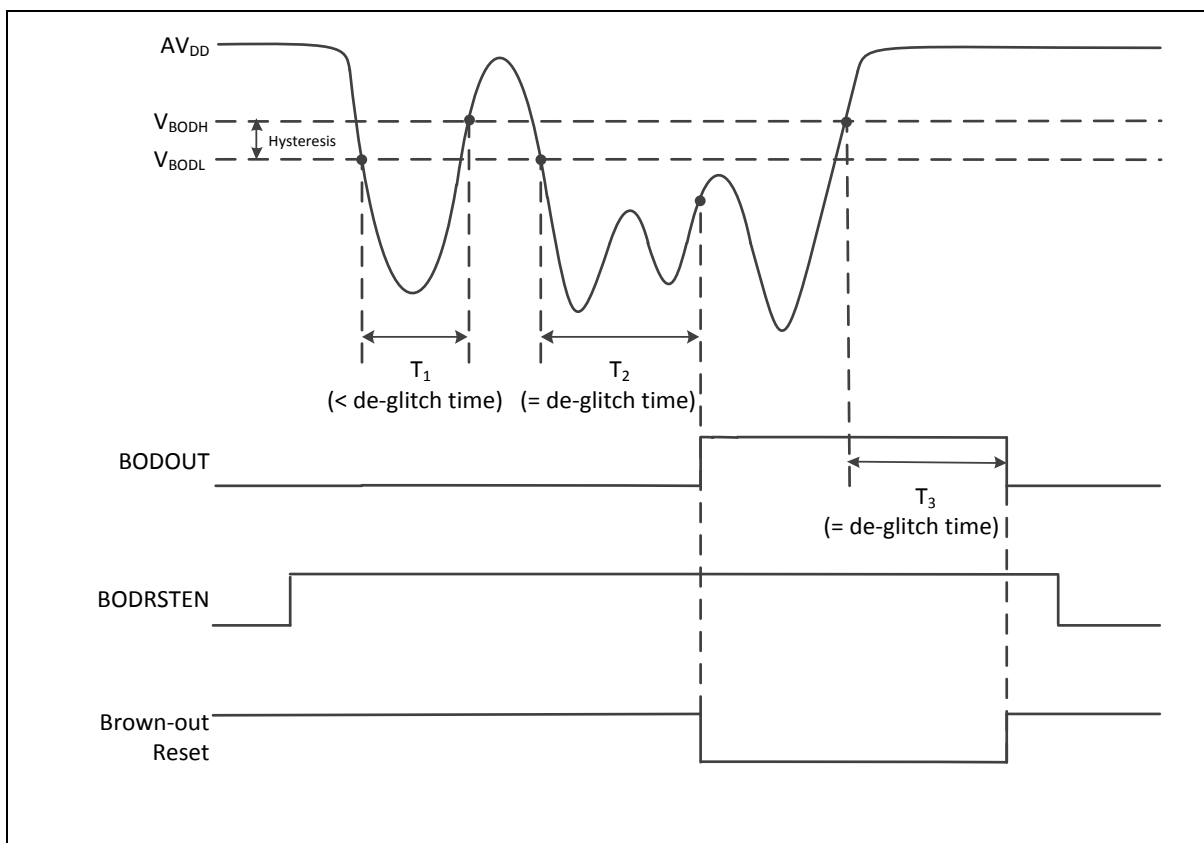 AVDD
VBODH
Hysteresis
VBODL
T1
(< de-glitch time)
T2
(= de-glitch time)
BODOUT
T3
(= de-glitch time)
BODRSTEN
Brown-out
Reset